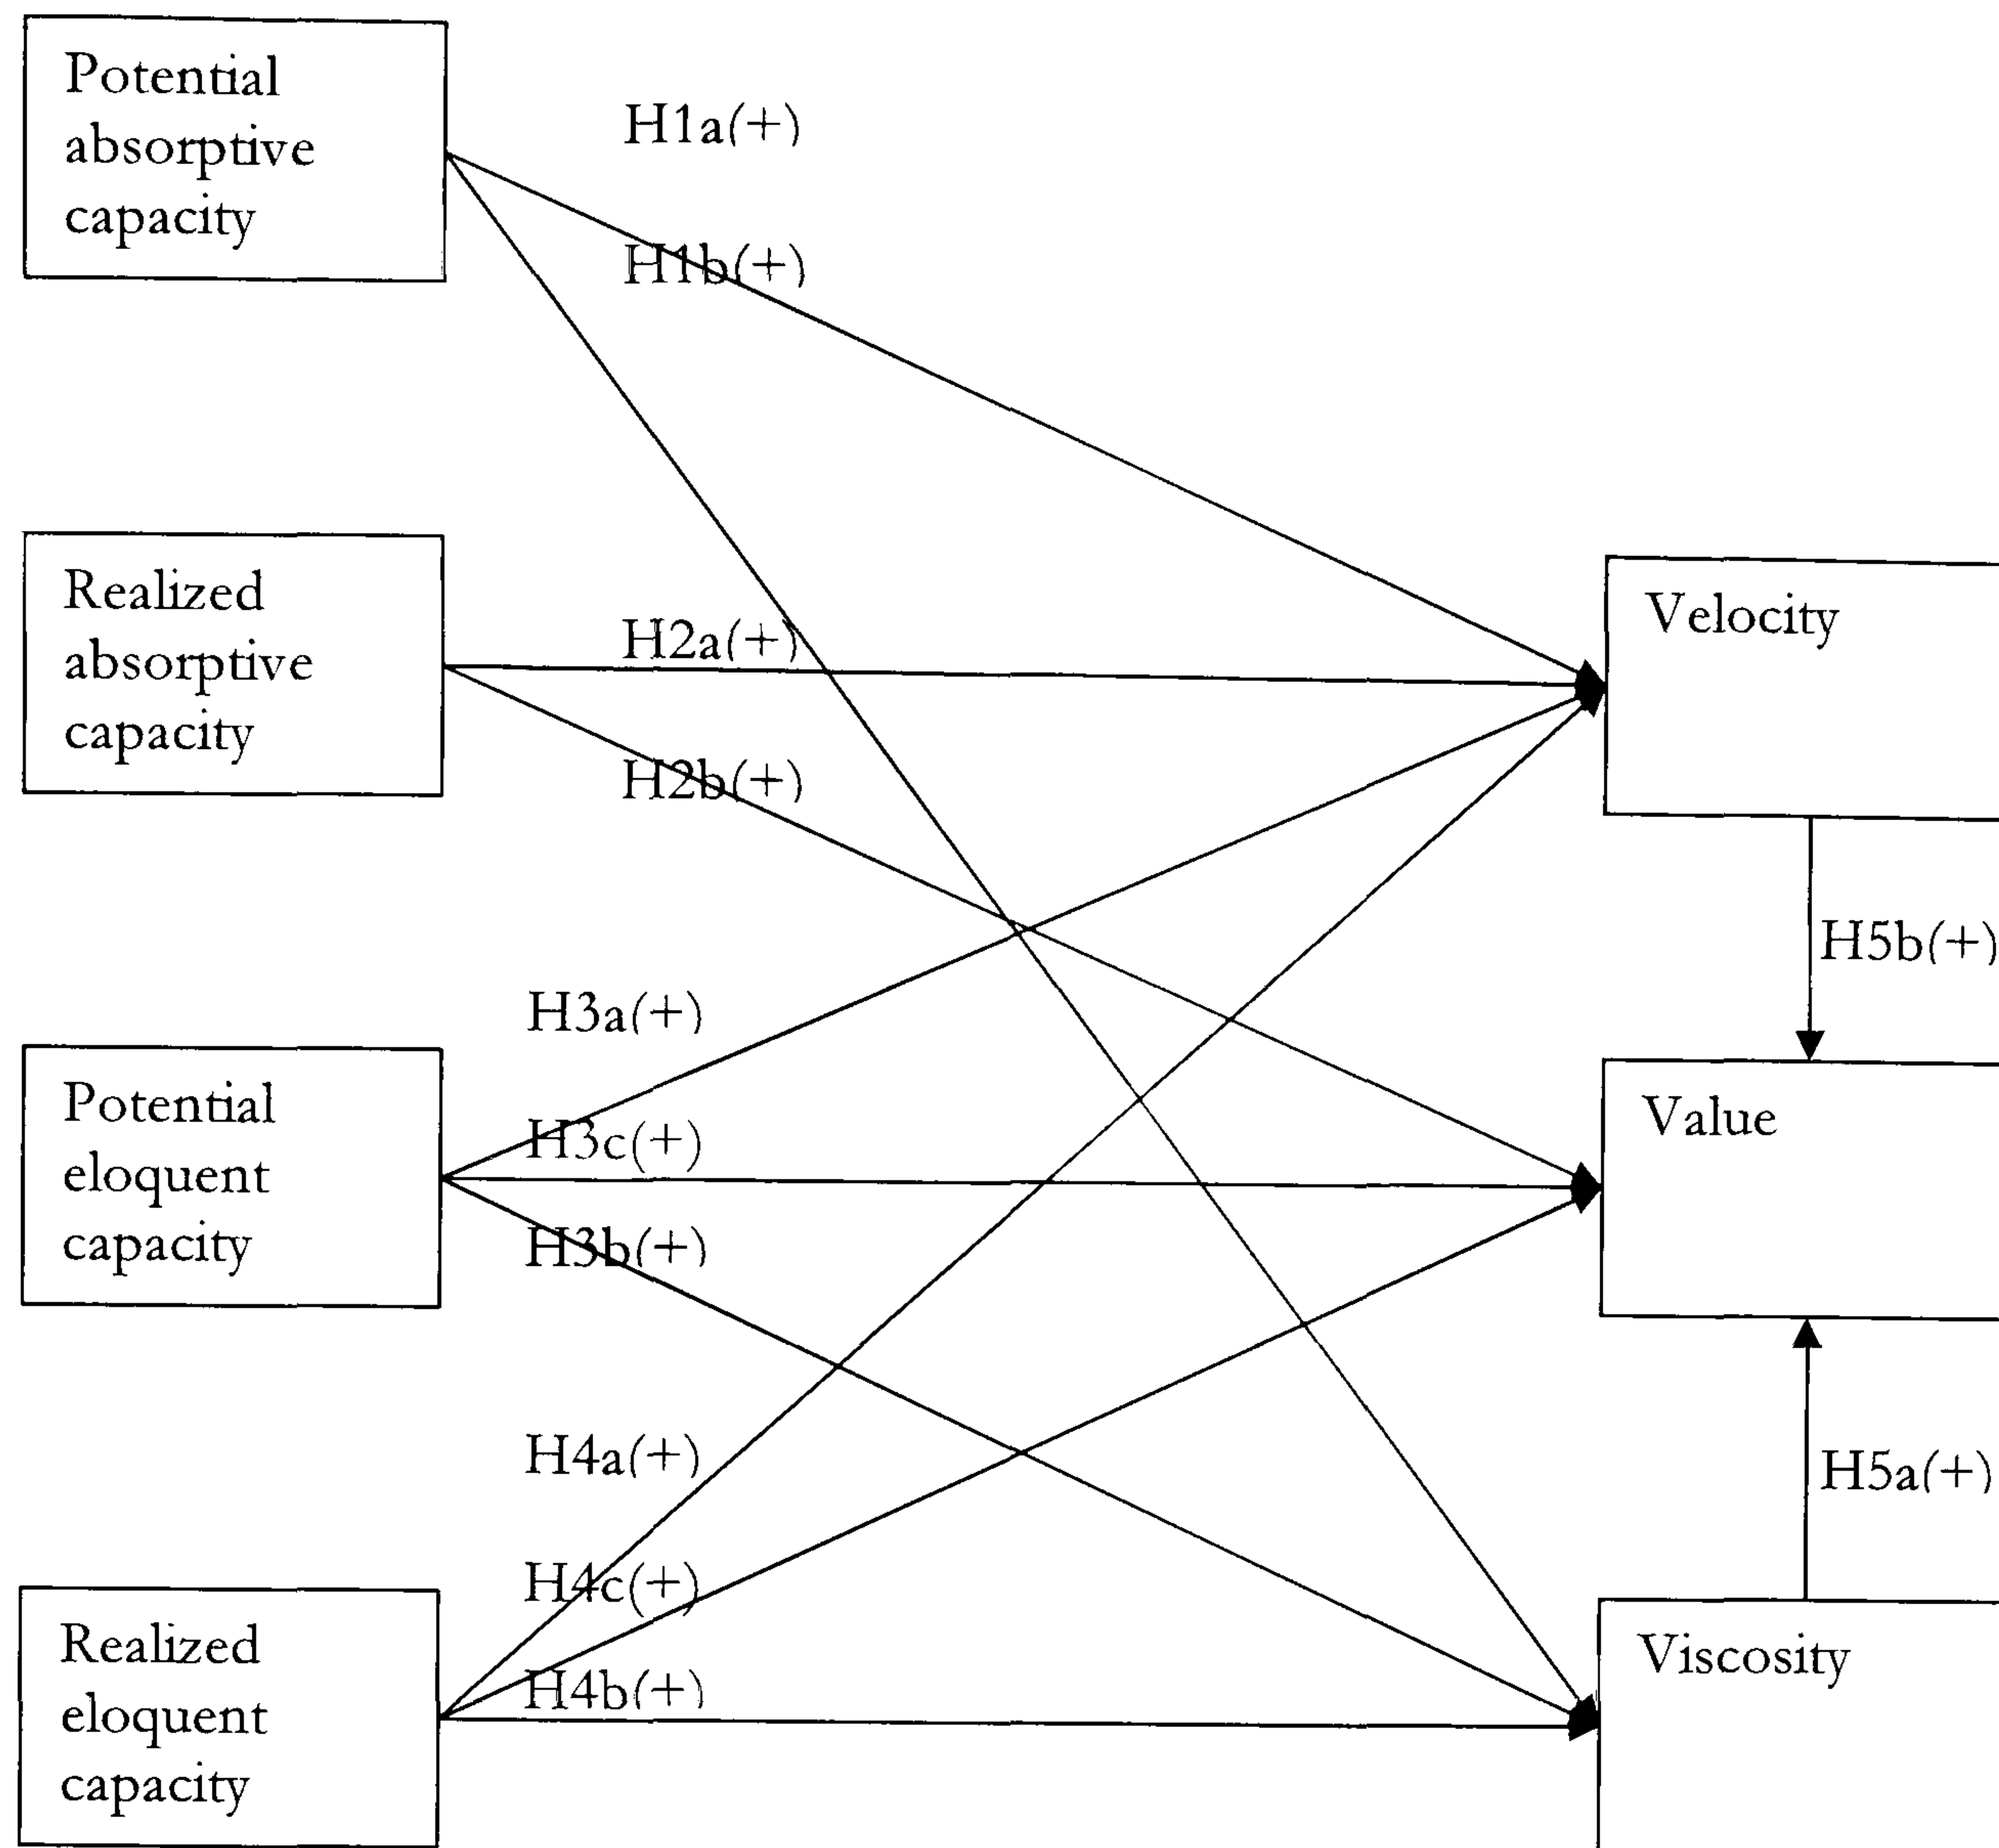 Potential
absorptive
capacity
H1a(+)
H1b(+)
Realized
absorptive
capacity
H2a(+)
H2b(+)
Velocity
H5b(+)
Potential
eloquent
capacity
H3a(+)
H3c(+)
H3b(+)
Value
H5a(+)
Realized
eloquent
capacity
H4a(+)
H4c(+)
H4b(+)
Viscosity